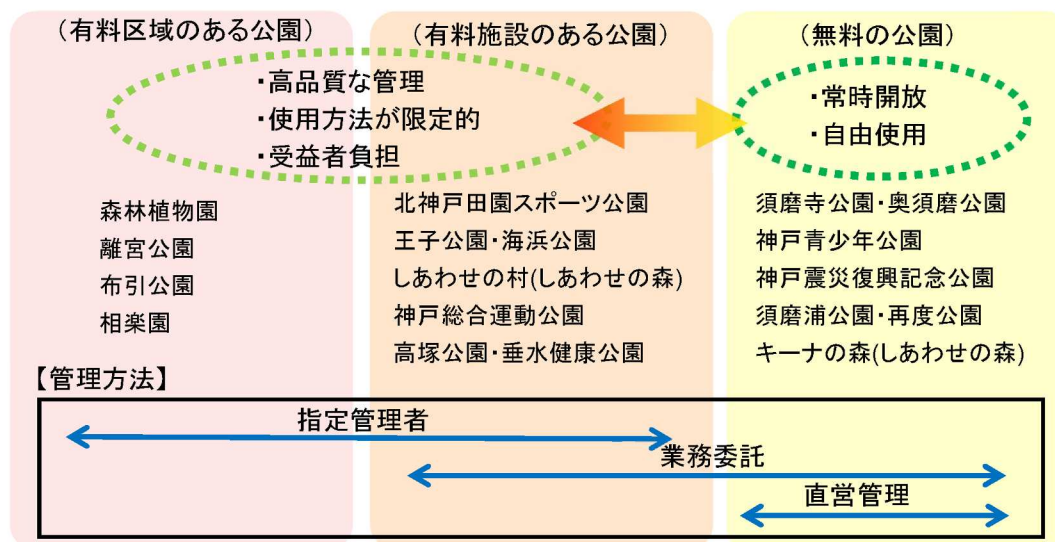 （有料区域のある公園）
（有料施設のある公園）
（無料の公園）
・高品質な管理
・使用方法が限定的
・受益者負担
・常時開放
・自由使用
森林植物園
離宮公園
布引公園
相楽園
北神戸田園スポーツ公園
王子公園・海浜公園
しあわせの村(しあわせの森)
神戸総合運動公園
高塚公園・垂水健康公園
須磨寺公園・奥須磨公園
神戸青少年公園
神戸震災復興記念公園
須磨浦公園・再度公園
キーナの森(しあわせの森)
【管理方法】
指定管理者
業務委託
直営管理